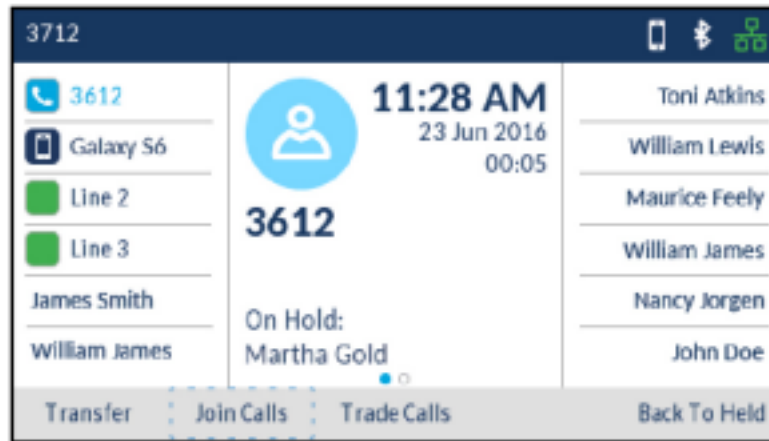 3712
3612
Galaxy S6
Line 2
Line 3
James Smith
William James
11:28 AM
23 Jun 2016
00:05
3612
On Hold:
Martha Gold
Toni Atkins
William Lewis
Maurice Feely
William James
Nancy Jorgen
John Doe
Transfer
Join Calls
Trade Calls
Back To Held